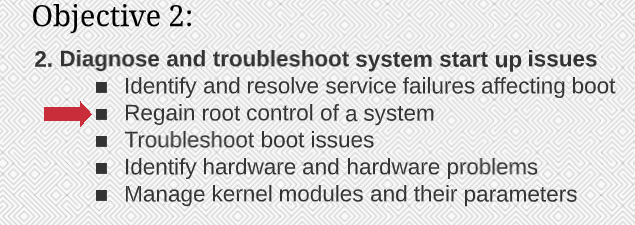 Objective 2:
2. Diagnose and troubleshoot system start up issues
■ Identify and resolve service failures affecting boot
■ Regain root control of a system
■ Troubleshoot boot issues
■ Identify hardware and hardware problems
■ Manage kernel modules and their parameters